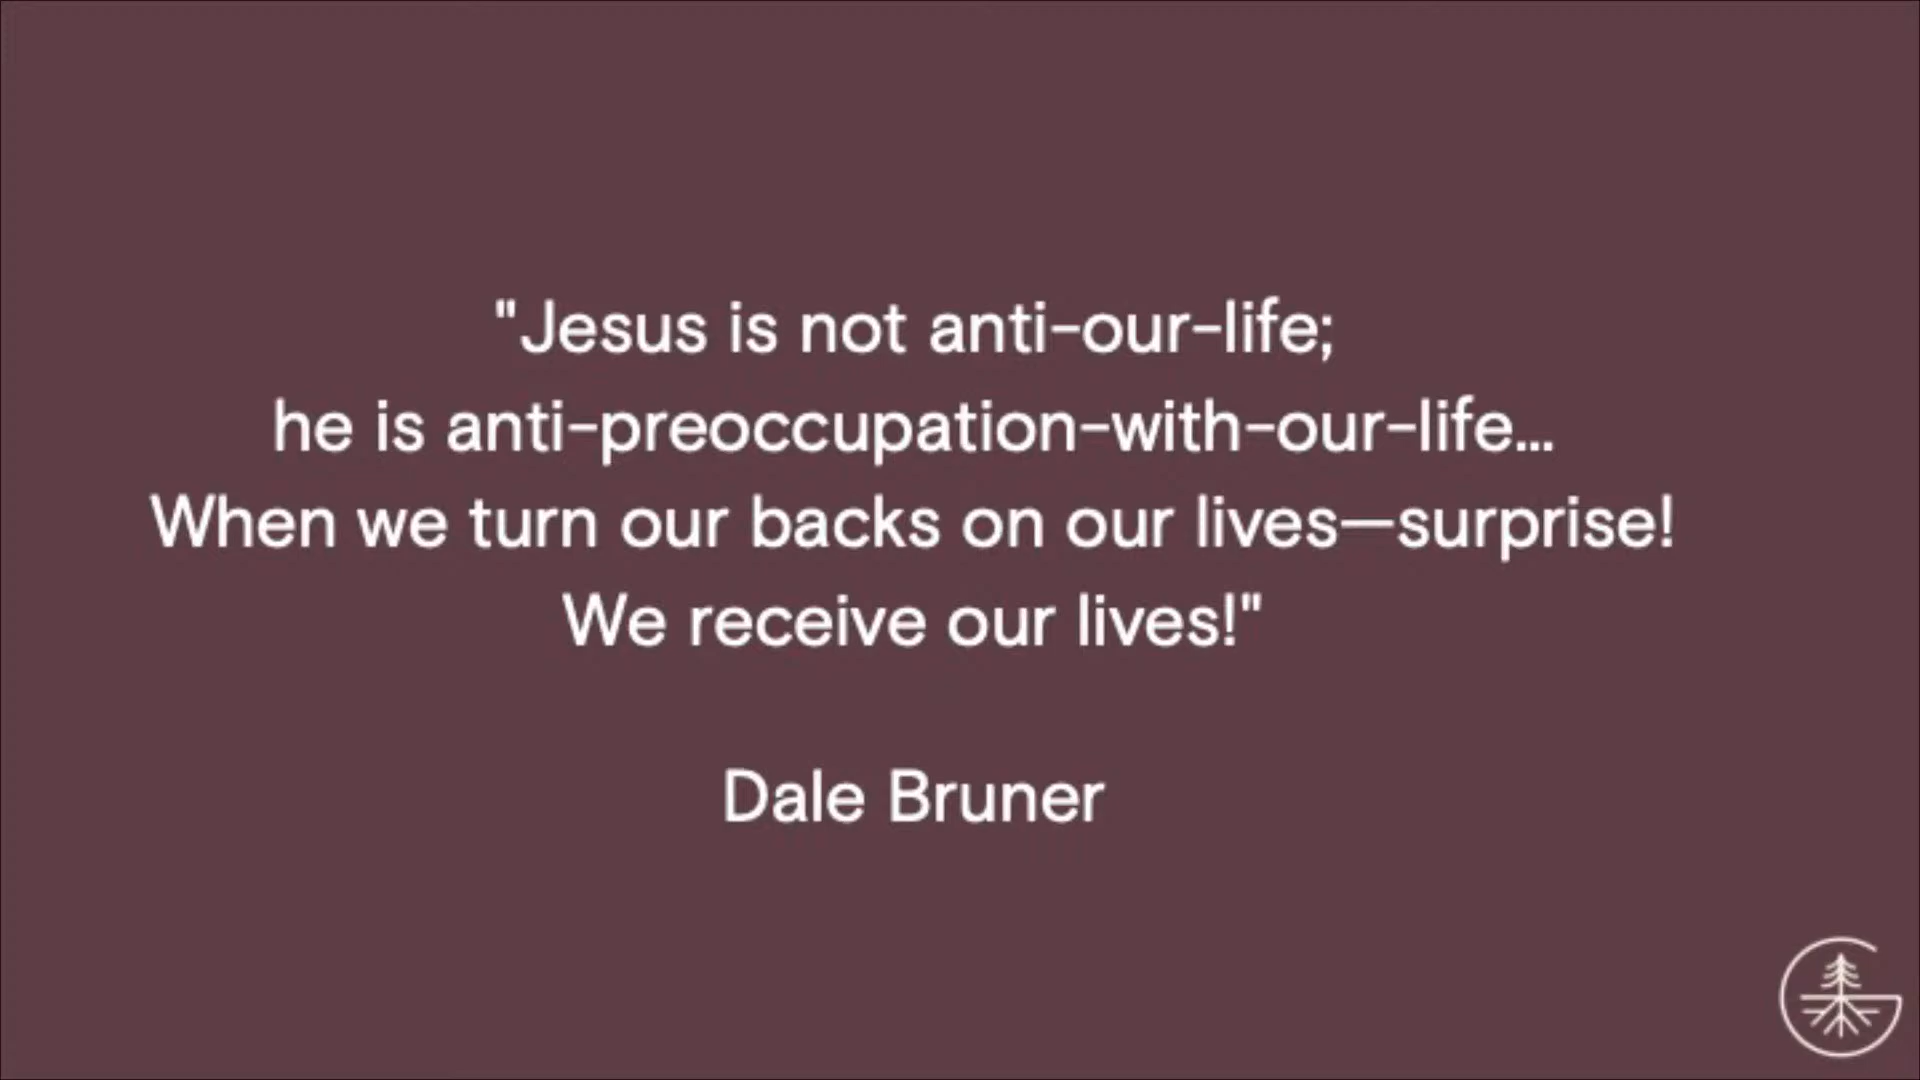 "Jesus is not anti-our-life;
he is anti-preoccupation-with-our-life...
When we turn our backs on our lives—surprise!
We receive our lives!"
Dale Bruner